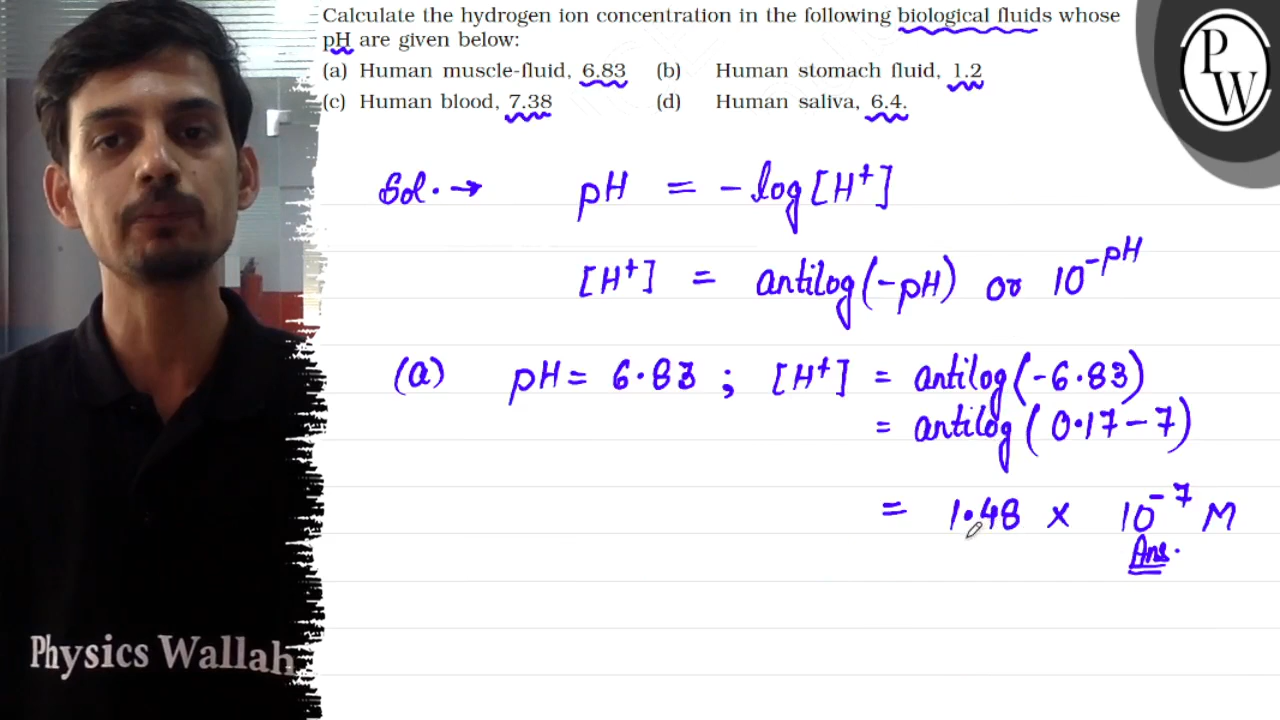 Calculate the hydrogen ion concentration in the following biological fluids whose
pH are given below:
(a) Human muscle-fluid, 6.83 (b) Human stomach fluid, 1.2
(c) Human blood, 7.38 (d) Human saliva, 6.4.
PW
Sol. → pH = - log [H⁺]
[H⁺] = antilog (-pH) or 10⁻ᵖᴴ
(a) pH = 6.83 ; [H⁺] = antilog (-6.83)
= antilog ( 0.17-7)
= 1.48 × 10⁻⁷ M
Ans.
Physics Wallah